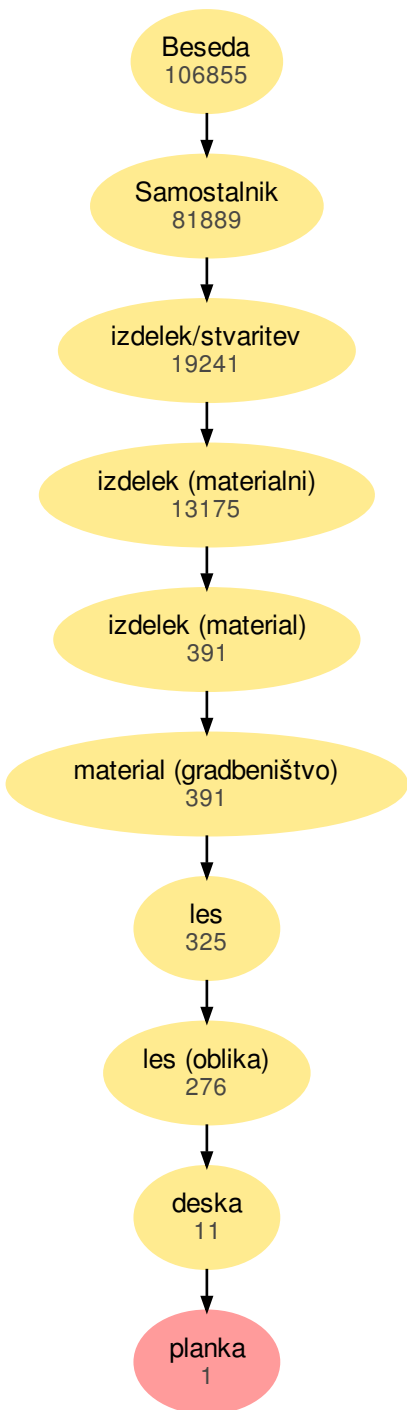 Beseda
106855
Samostalnik
81889
izdelek/stvaritev
19241
izdelek (materialni)
13175
izdelek (material)
391
material (gradbeništvo)
391
les
325
les (oblika)
276
deska
11
planka
1